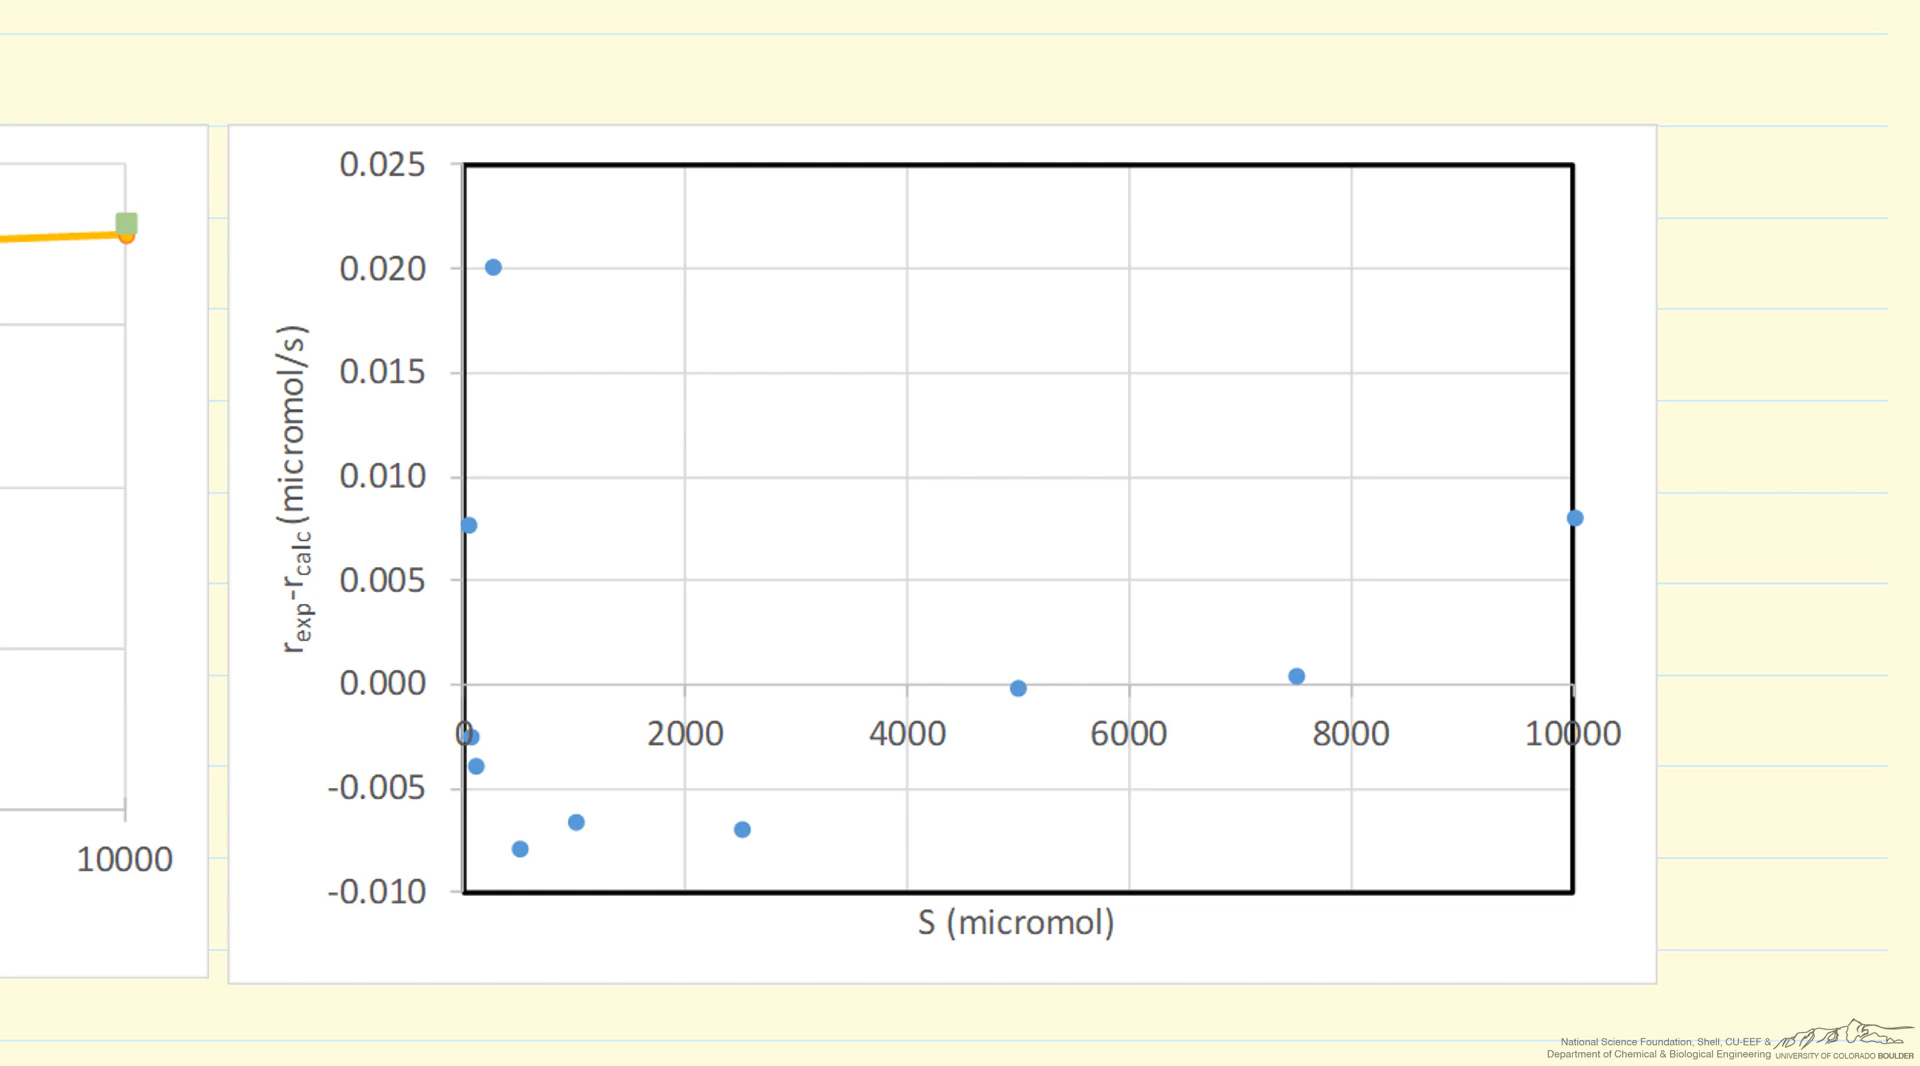 0.025
0.020
0.015
0.010
0.005
0.000
-0.005
-0.010
r_exp-r_calc (micromol/s)
0 2000 4000 6000 8000 10000
S (micromol)
10000
National Science Foundation, Shell, CU-EEF &
Department of Chemical & Biological Engineering UNIVERSITY OF COLORADO BOULDER